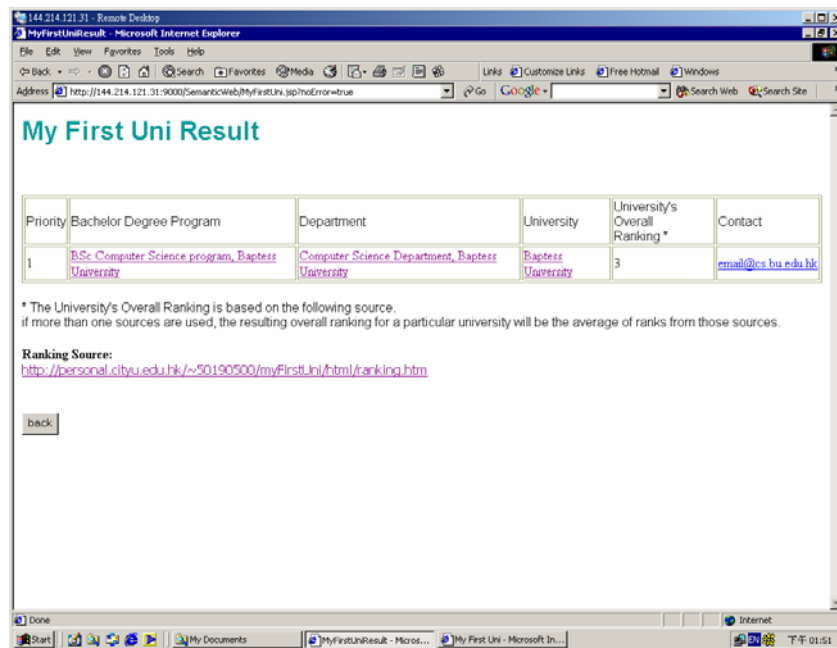 144.214.121.31 - Remote Desktop
MyFirstUniResult - Microsoft Internet Explorer
File Edit View Favorites Tools Help
Back Search Favorites Media Links Customize Links Free Hotmail Windows
Address http://144.214.121.31:9000/SemanticWeb/MyFirstUni.jsp?noError=true Go Google Search Web Search Site
My First Uni Result
Priority Bachelor Degree Program Department University University's Overall Ranking * Contact
1 BSc Computer Science program, Baptess University Computer Science Department, Baptess University Baptess University 3 email@cs.bu.edu.hk
* The University's Overall Ranking is based on the following source.
if more than one sources are used, the resulting overall ranking for a particular university will be the average of ranks from those sources.
Ranking Source:
http://personal.cityu.edu.hk/~50190500/myFirstUni/html/ranking.htm
back
Done Internet
Start My Documents MyFirstUniResult - Micros... My First Uni - Microsoft In... EN 下午 01:51